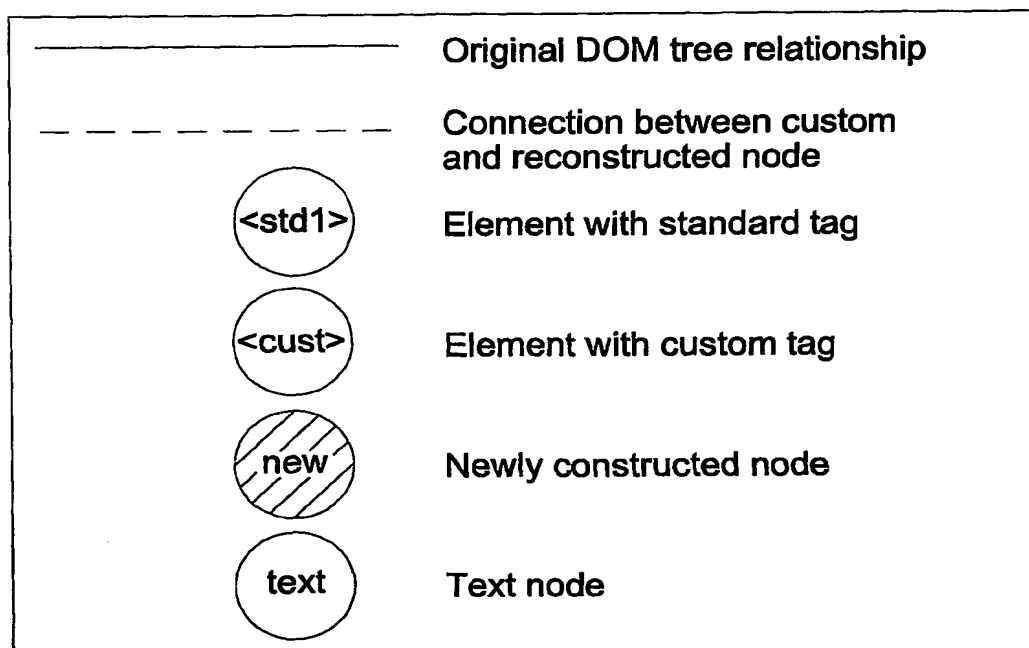 Original DOM tree relationship
Connection between custom
and reconstructed node
<std1> Element with standard tag
<cust> Element with custom tag
new Newly constructed node
text Text node